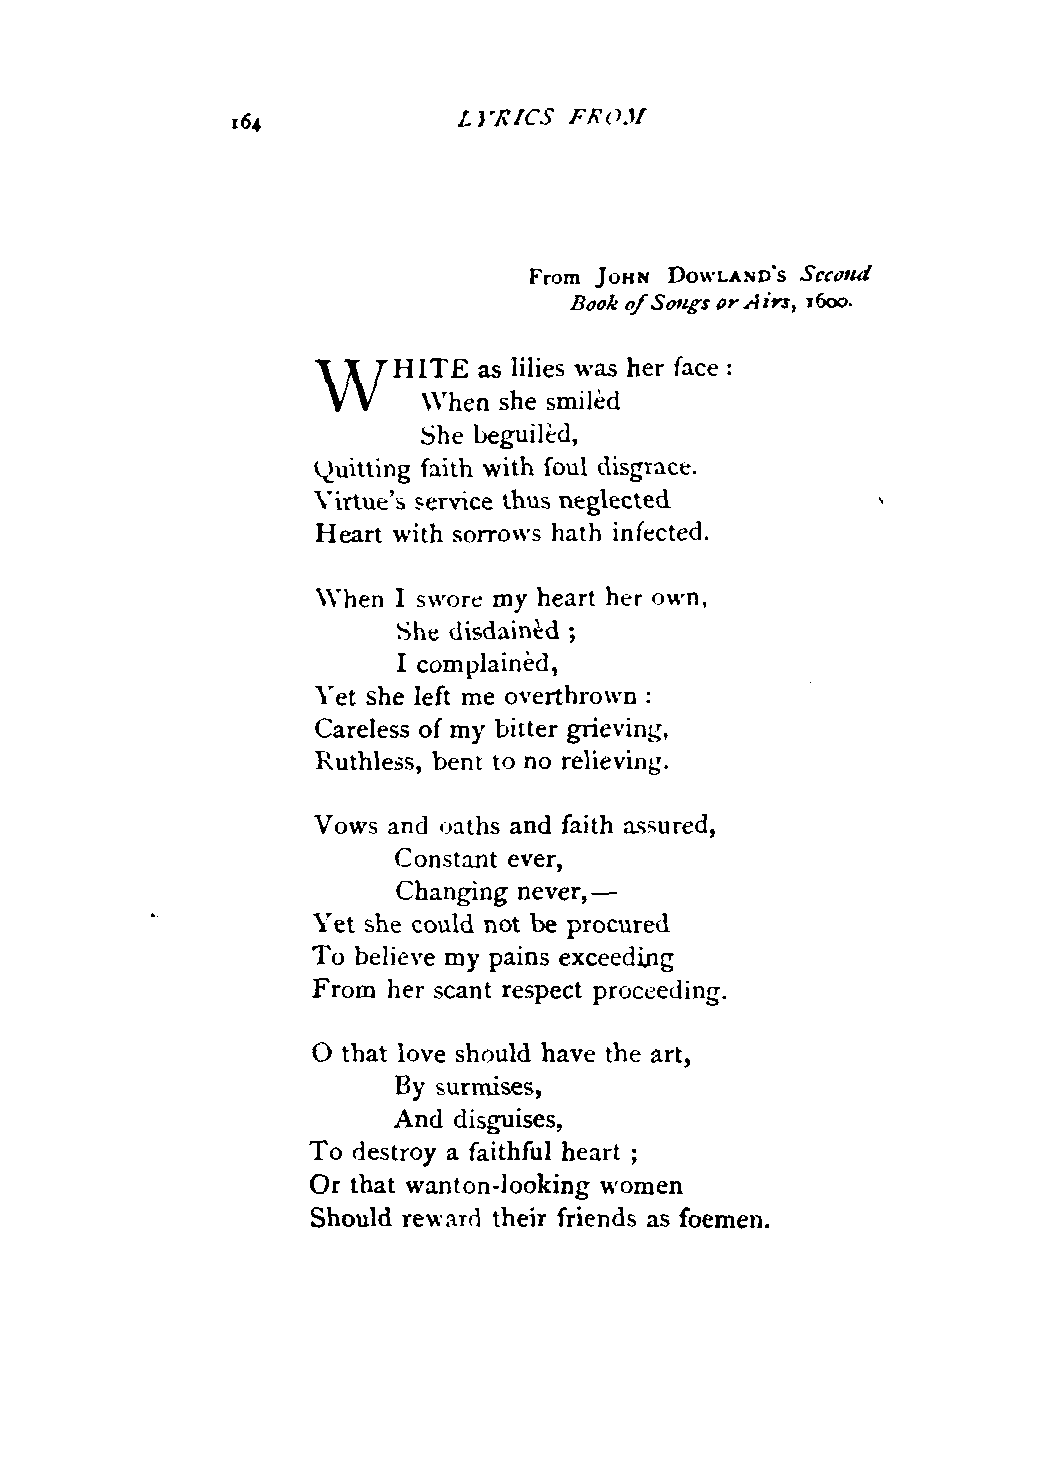 164 LYRICS FROM
From JOHN DOWLAND'S Second
Book of Songs or Airs, 1600.
WHITE as lilies was her face :
When she smilèd
She beguilèd,
Quitting faith with foul disgrace.
Virtue's service thus neglected
Heart with sorrows hath infected.
When I swore my heart her own,
She disdainèd ;
I complainèd,
Yet she left me overthrown :
Careless of my bitter grieving,
Ruthless, bent to no relieving.
Vows and oaths and faith assured,
Constant ever,
Changing never,—
Yet she could not be procured
To believe my pains exceeding
From her scant respect proceeding.
O that love should have the art,
By surmises,
And disguises,
To destroy a faithful heart ;
Or that wanton-looking women
Should reward their friends as foemen.